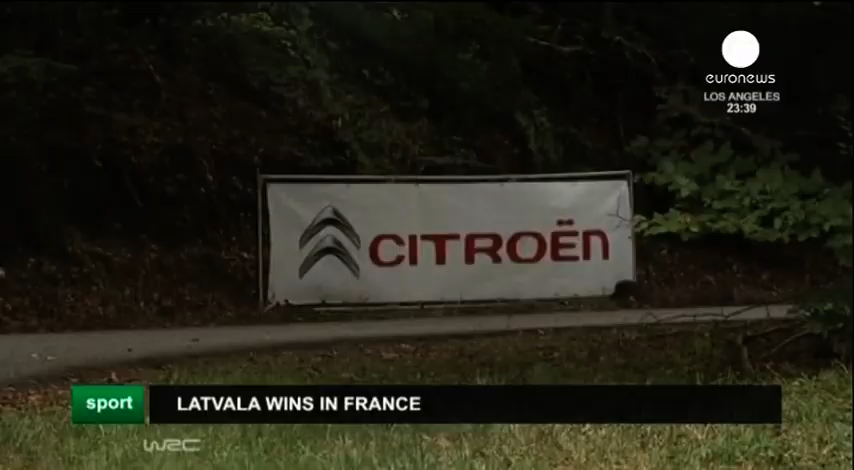 euronews
LOS ANGELES
23:39
CITROËN
sport
LATVALA WINS IN FRANCE
WRC